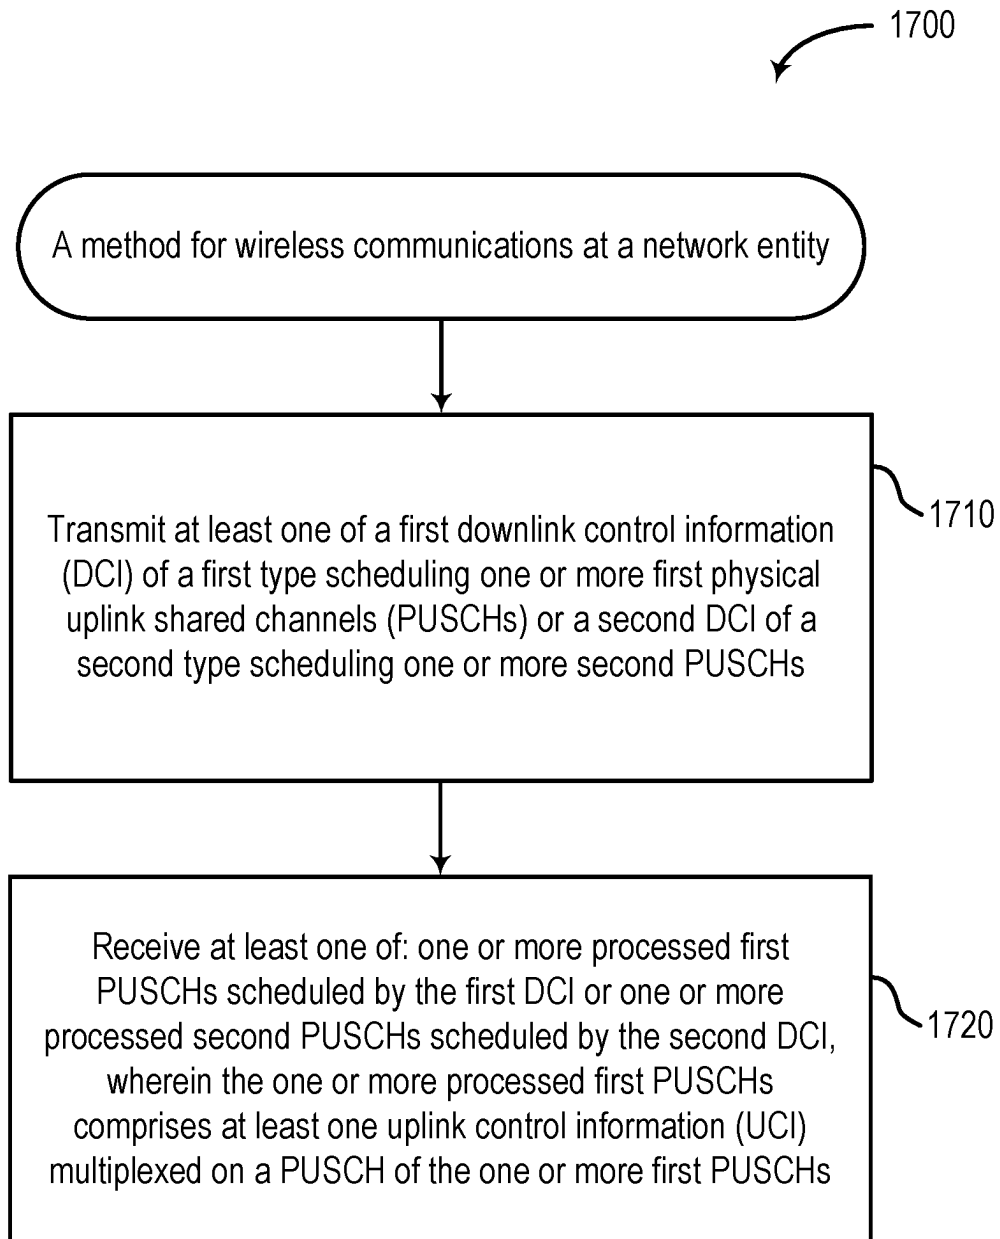 1700
A method for wireless communications at a network entity
Transmit at least one of a first downlink control information
(DCI) of a first type scheduling one or more first physical
uplink shared channels (PUSCHs) or a second DCI of a
second type scheduling one or more second PUSCHs
1710
Receive at least one of: one or more processed first
PUSCHs scheduled by the first DCI or one or more
processed second PUSCHs scheduled by the second DCI,
wherein the one or more processed first PUSCHs
comprises at least one uplink control information (UCI)
multiplexed on a PUSCH of the one or more first PUSCHs
1720